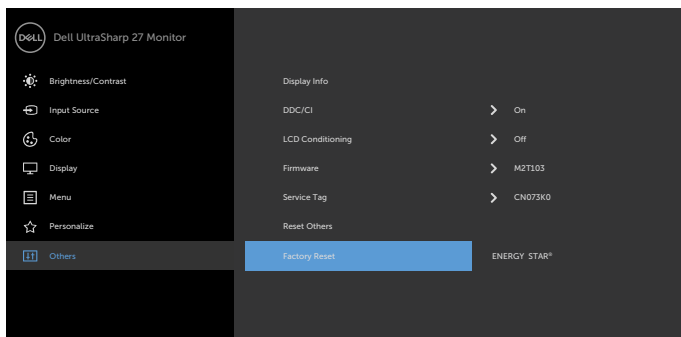 DELL Dell UltraSharp 27 Monitor
Brightness/Contrast Display Info
Input Source DDC/CI On
Color LCD Conditioning Off
Display Firmware M2T103
Menu Service Tag CN073K0
Personalize Reset Others
Others Factory Reset ENERGY STAR®